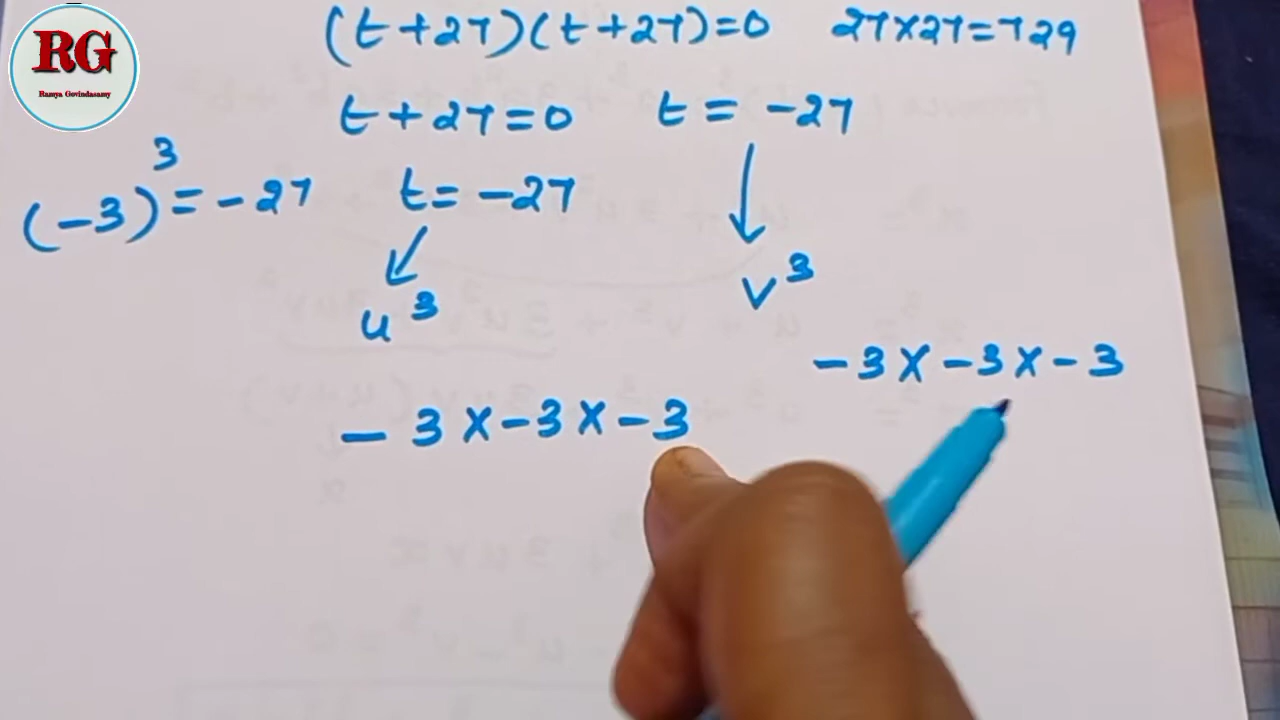 RG
Ramya Govindasamy
(t+27)(t+27)=0 27×27=729
t+27=0 t=-27
(-3)³=-27 t=-27
u³ v³
-3×-3×-3
-3×-3×-3